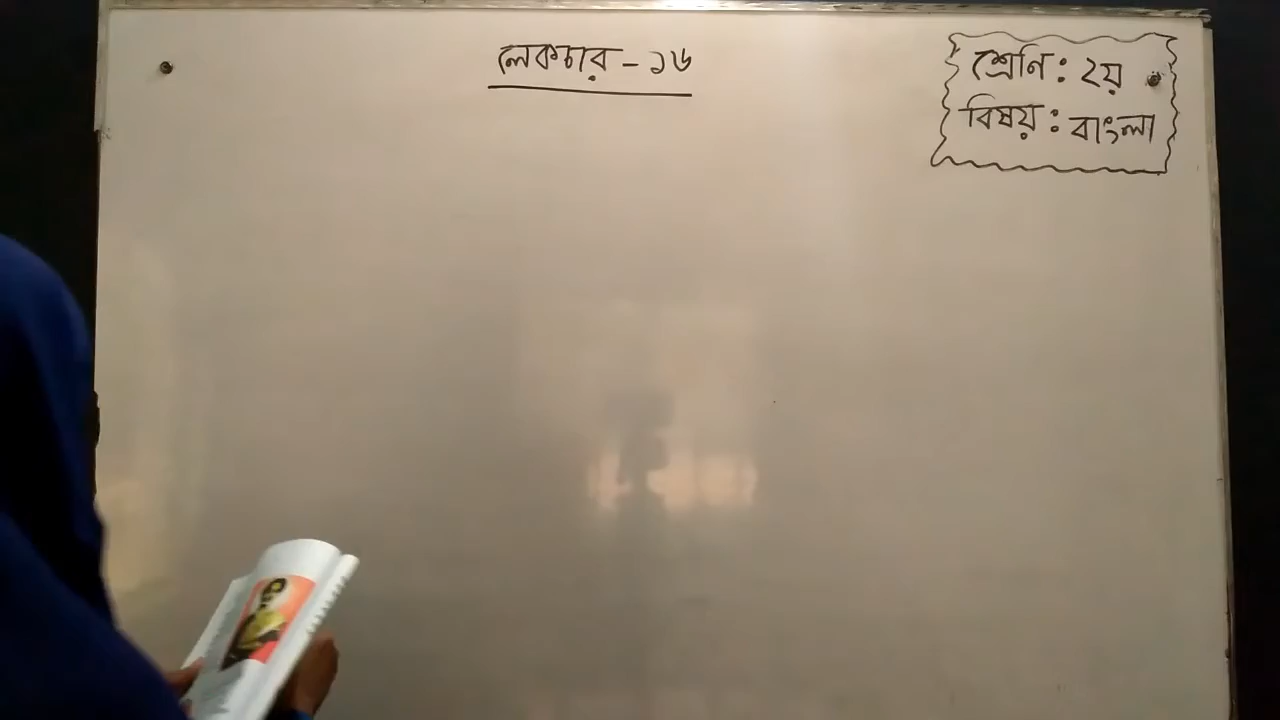 লেকচার - ১৬
শ্রেণি : ২য়
বিষয় : বাংলা